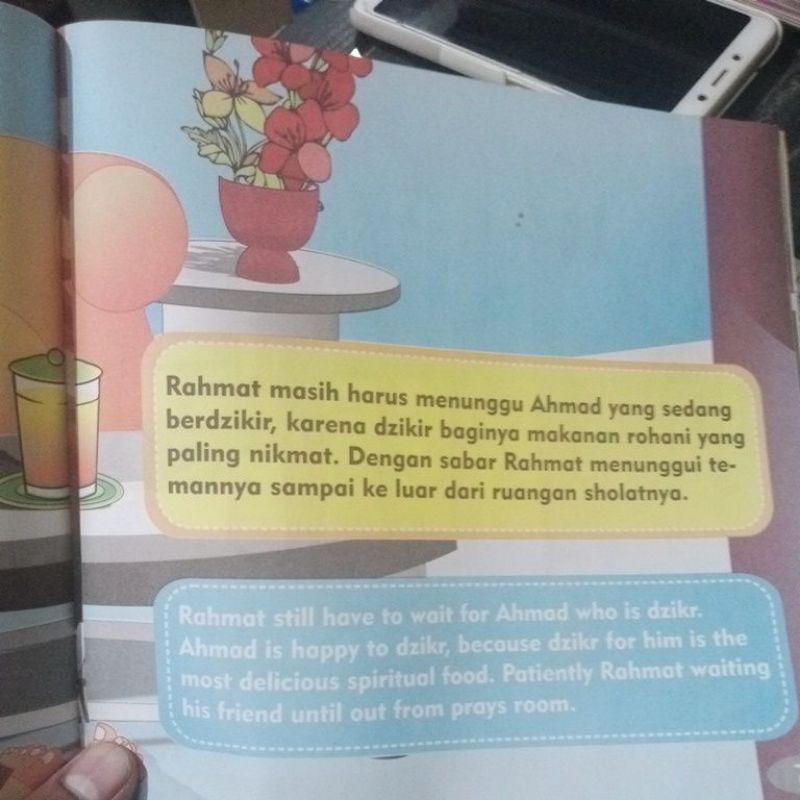 Rahmat masih harus menunggu Ahmad yang sedang
berdzikir, karena dzikir baginya makanan rohani yang
paling nikmat. Dengan sabar Rahmat menunggui te-
mannya sampai ke luar dari ruangan sholatnya.
Rahmat still have to wait for Ahmad who is dzikr.
Ahmad is happy to dzikr, because dzikr for him is the
most delicious spiritual food. Patiently Rahmat waiting
his friend until out from prays room.